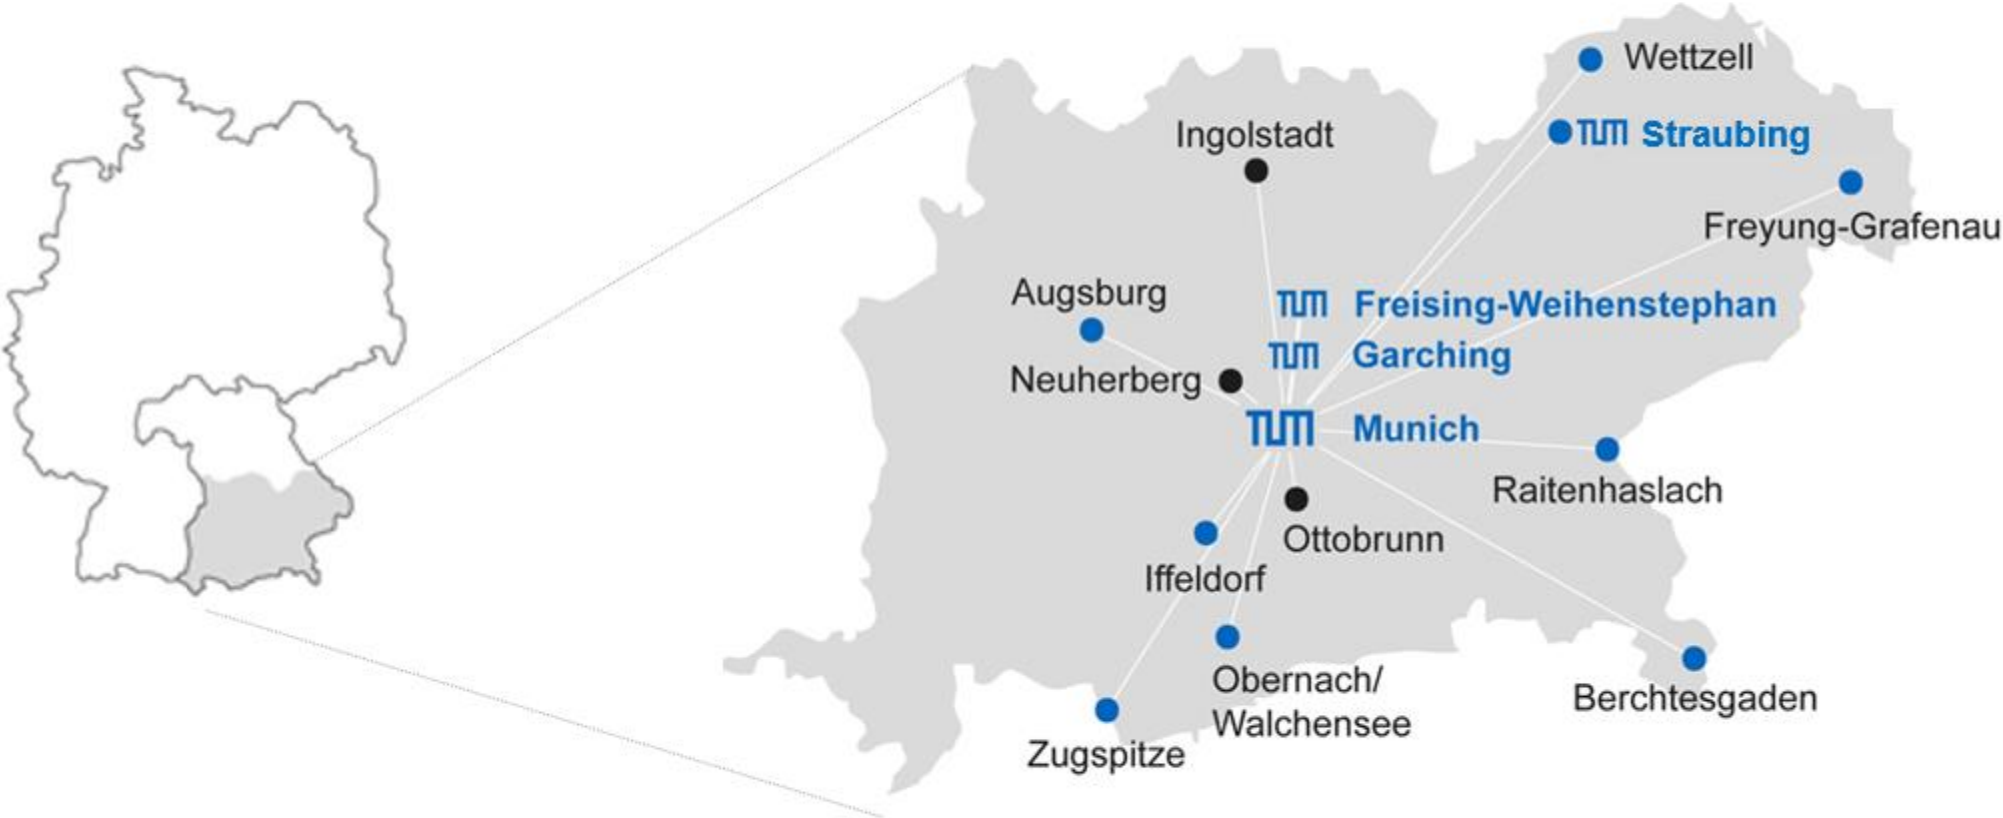 Wettzell
TUM Straubing
Ingolstadt
Freyung-Grafenau
Augsburg
TUM Freising-Weihenstephan
TUM Garching
Neuherberg
TUM Munich
Raitenhaslach
Ottobrunn
Iffeldorf
Obernach/
Walchensee
Berchtesgaden
Zugspitze